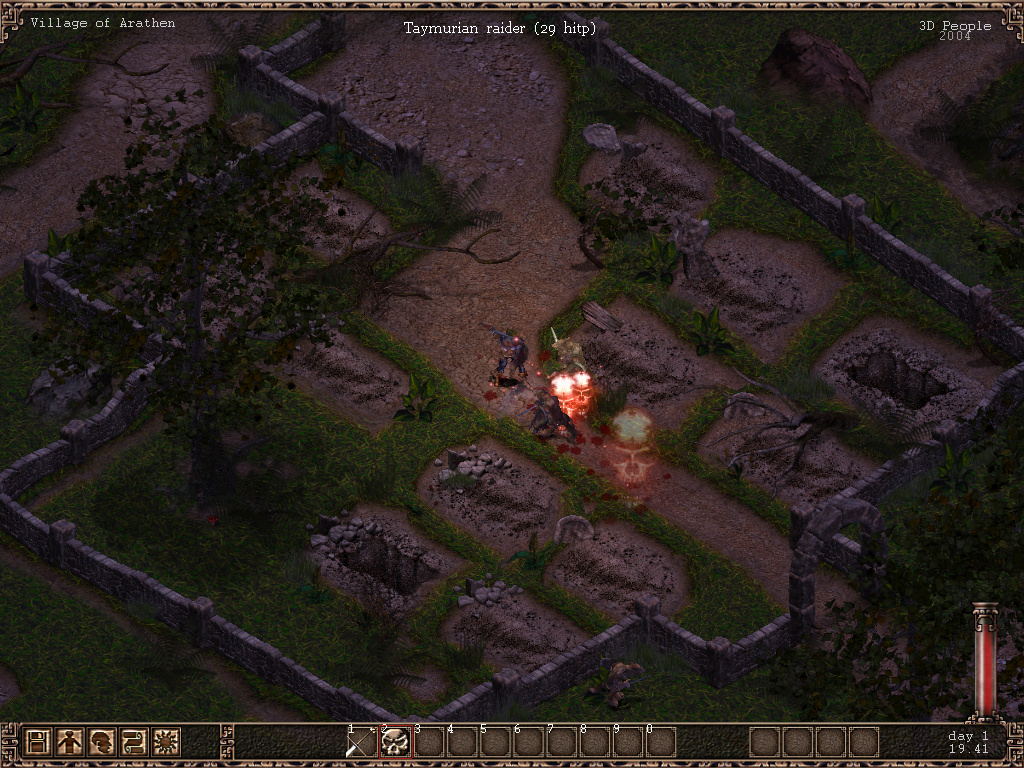 Village of Arathen
Taymurian raider (29 hitp)
3D People
2004
1 2 3 4 5 6 7 8 9 0
day 1
19.41